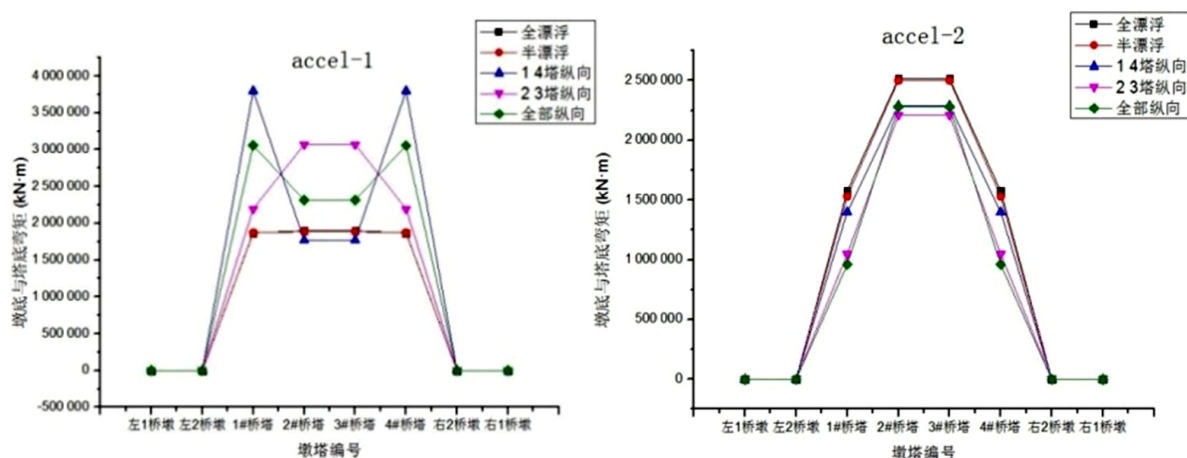 accel-1
全漂浮
半漂浮
1 4塔纵向
2 3塔纵向
全部纵向
墩底与塔底弯矩 (kN·m)
4 000 000
3 500 000
3 000 000
2 500 000
2 000 000
1 500 000
1 000 000
500 000
0
-500 000
左1桥墩 左2桥墩 1#桥塔 2#桥塔 3#桥塔 4#桥塔 右2桥墩 右1桥墩
墩塔编号
accel-2
全漂浮
半漂浮
1 4塔纵向
2 3塔纵向
全部纵向
墩底与塔底弯矩 (kN·m)
2 500 000
2 000 000
1 500 000
1 000 000
500 000
0
左1桥墩 左2桥墩 1#桥塔 2#桥塔 3#桥塔 4#桥塔 右2桥墩 右1桥墩
墩塔编号